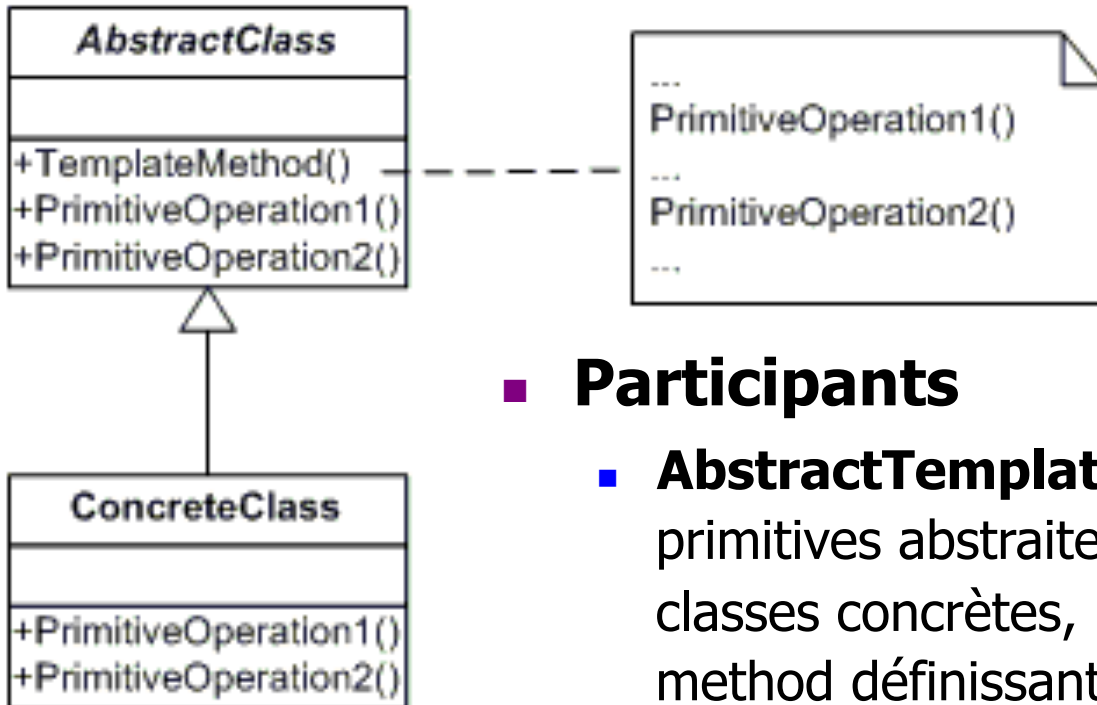 AbstractClass
+TemplateMethod()
+PrimitiveOperation1()
+PrimitiveOperation2()
...
PrimitiveOperation1()
...
PrimitiveOperation2()
...
ConcreteClass
+PrimitiveOperation1()
+PrimitiveOperation2()
Participants
AbstractTemplat
primitives abstraite
classes concrètes,
method définissant